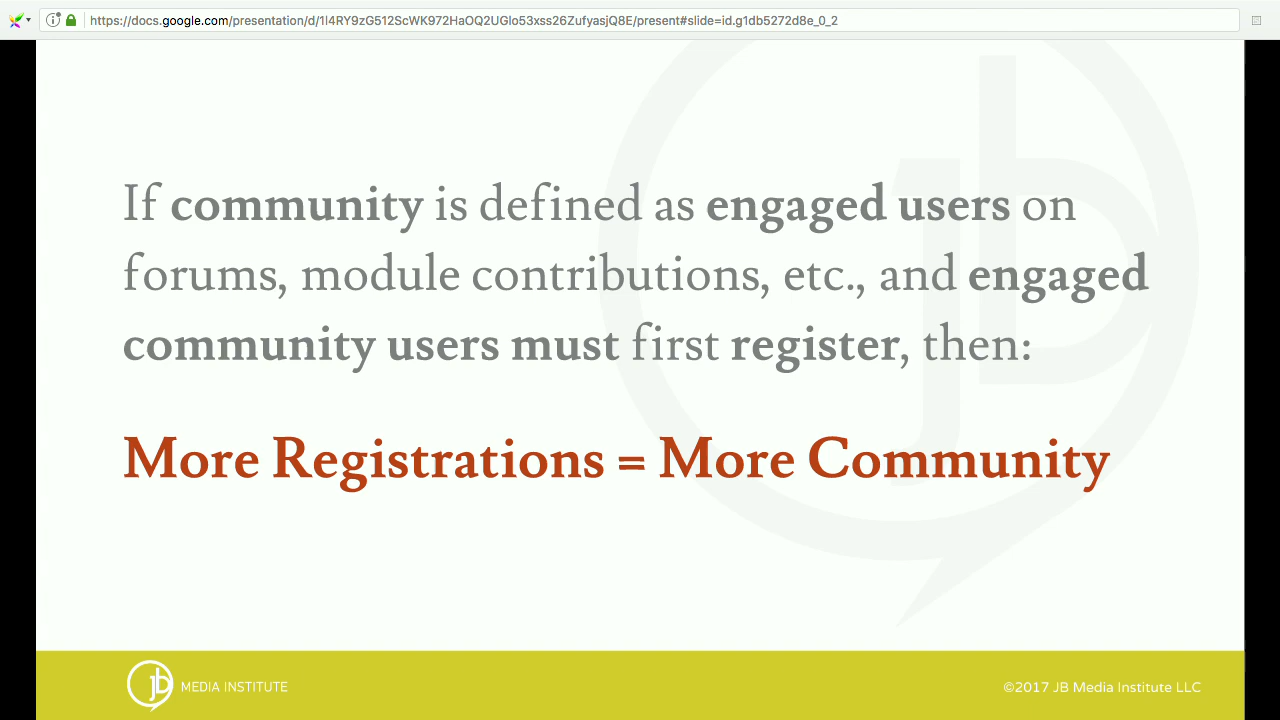 https://docs.google.com/presentation/d/1l4RY9zG512ScWK972HaOQ2UGlo53xss26ZufyasjQ8E/present#slide=id.g1db5272d8e_0_2
If community is defined as engaged users on
forums, module contributions, etc., and engaged
community users must first register, then:
More Registrations = More Community
jb MEDIA INSTITUTE
©2017 JB Media Institute LLC